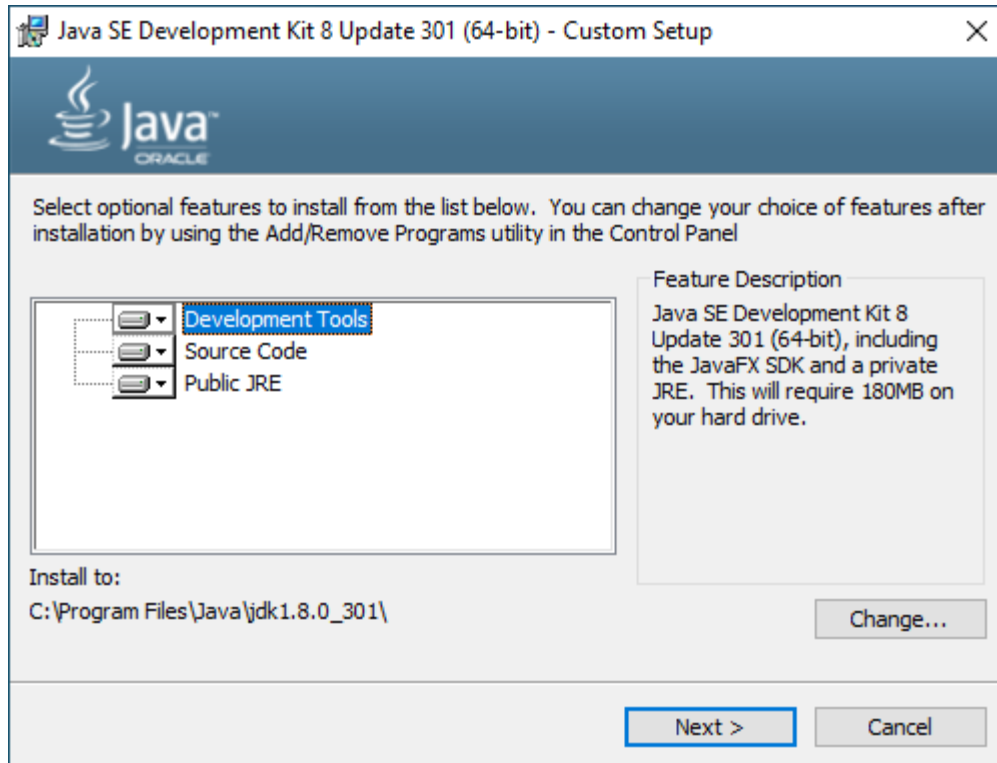 Java SE Development Kit 8 Update 301 (64-bit) - Custom Setup
Java™
ORACLE
Select optional features to install from the list below.  You can change your choice of features after
installation by using the Add/Remove Programs utility in the Control Panel
Development Tools
Source Code
Public JRE
Feature Description
Java SE Development Kit 8
Update 301 (64-bit), including
the JavaFX SDK and a private
JRE.  This will require 180MB on
your hard drive.
Install to:
C:\Program Files\Java\jdk1.8.0_301\
Change...
Next >
Cancel